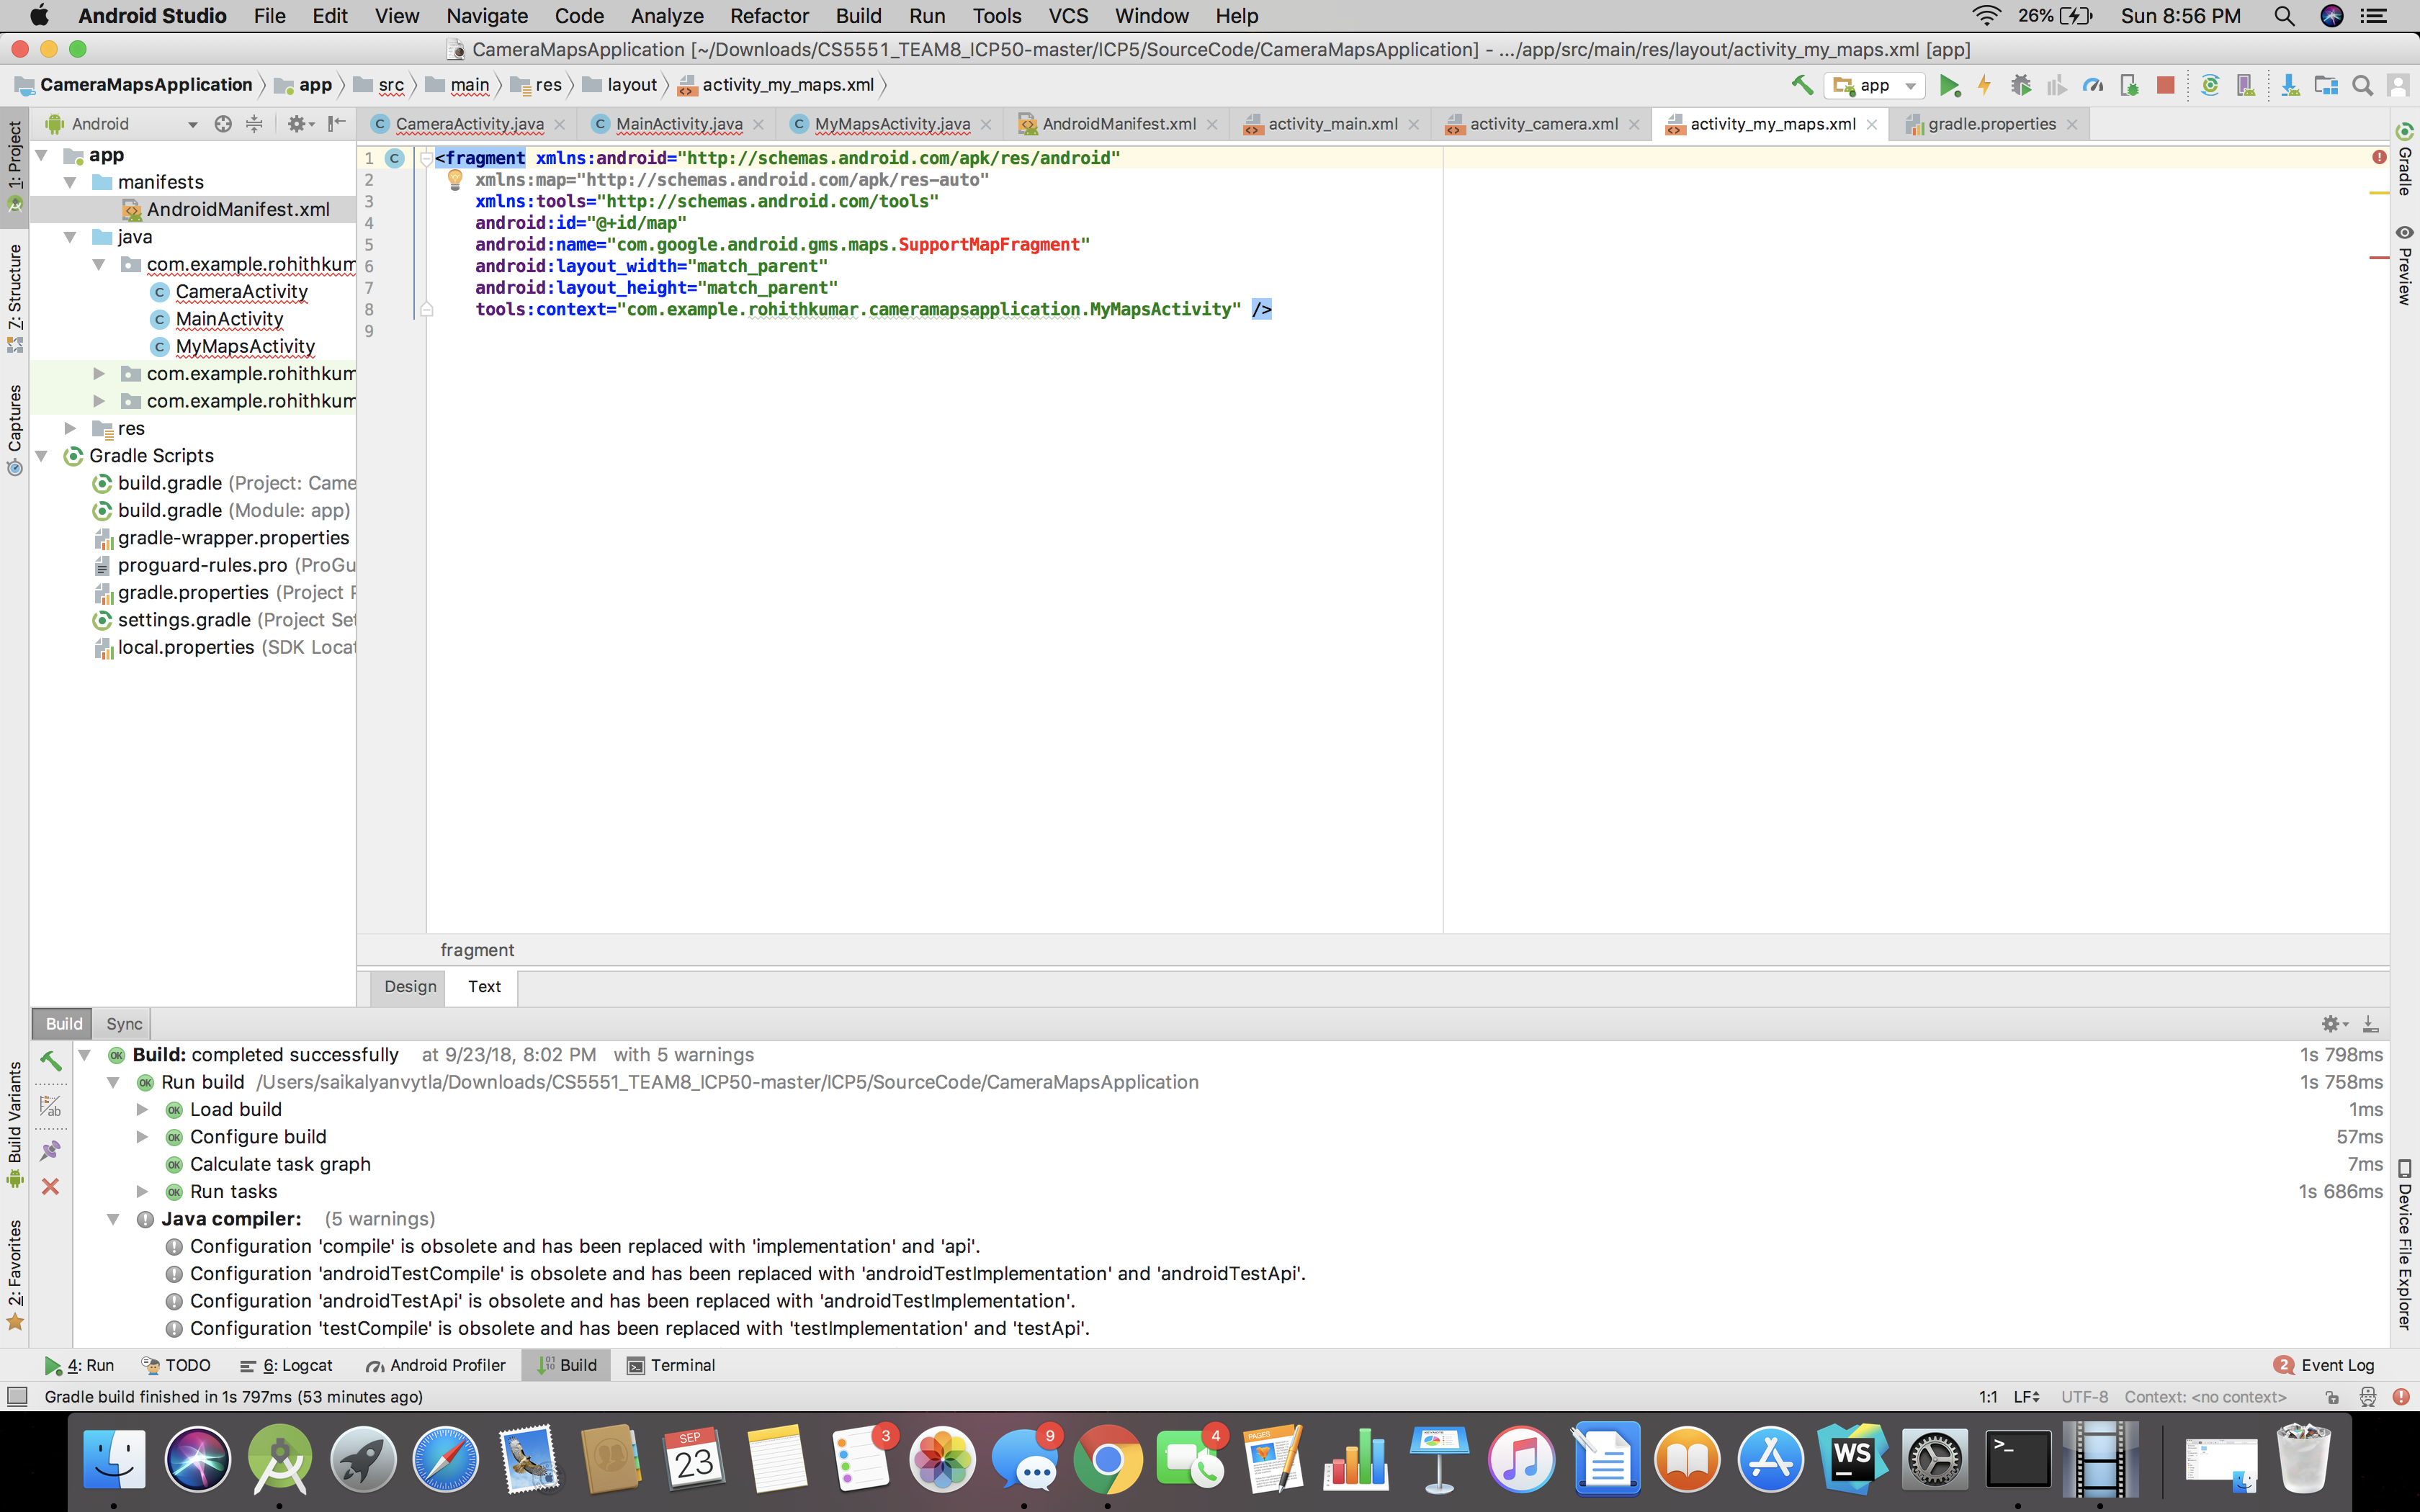 Android Studio File Edit View Navigate Code Analyze Refactor Build Run Tools VCS Window Help 26% Sun 8:56 PM
CameraMapsApplication [~/Downloads/CS5551_TEAM8_ICP50-master/ICP5/SourceCode/CameraMapsApplication] - .../app/src/main/res/layout/activity_my_maps.xml [app]
CameraMapsApplication app src main res layout activity_my_maps.xml app
Android CameraActivity.java MainActivity.java MyMapsActivity.java AndroidManifest.xml activity_main.xml activity_camera.xml activity_my_maps.xml gradle.properties
1: Project
7: Structure
Captures
Build Variants
2: Favorites
app
manifests
AndroidManifest.xml
java
com.example.rohithkum
CameraActivity
MainActivity
MyMapsActivity
com.example.rohithkum
com.example.rohithkum
res
Gradle Scripts
build.gradle (Project: Came
build.gradle (Module: app)
gradle-wrapper.properties
proguard-rules.pro (ProGu
gradle.properties (Project P
settings.gradle (Project Set
local.properties (SDK Locat
1 <fragment xmlns:android="http://schemas.android.com/apk/res/android"
2 xmlns:map="http://schemas.android.com/apk/res-auto"
3 xmlns:tools="http://schemas.android.com/tools"
4 android:id="@+id/map"
5 android:name="com.google.android.gms.maps.SupportMapFragment"
6 android:layout_width="match_parent"
7 android:layout_height="match_parent"
8 tools:context="com.example.rohithkumar.cameramapsapplication.MyMapsActivity" />
9
fragment
Design Text
Gradle
Preview
Device File Explorer
Build Sync
Build: completed successfully at 9/23/18, 8:02 PM with 5 warnings 1s 798ms
Run build /Users/saikalyanvytla/Downloads/CS5551_TEAM8_ICP50-master/ICP5/SourceCode/CameraMapsApplication 1s 758ms
Load build 1ms
Configure build 57ms
Calculate task graph 7ms
Run tasks 1s 686ms
Java compiler: (5 warnings)
Configuration 'compile' is obsolete and has been replaced with 'implementation' and 'api'.
Configuration 'androidTestCompile' is obsolete and has been replaced with 'androidTestImplementation' and 'androidTestApi'.
Configuration 'androidTestApi' is obsolete and has been replaced with 'androidTestImplementation'.
Configuration 'testCompile' is obsolete and has been replaced with 'testImplementation' and 'testApi'.
4: Run TODO 6: Logcat Android Profiler Build Terminal 2 Event Log
Gradle build finished in 1s 797ms (53 minutes ago) 1:1 LF UTF-8 Context: <no context>
SEP 23 3 9 4 PAGES WS